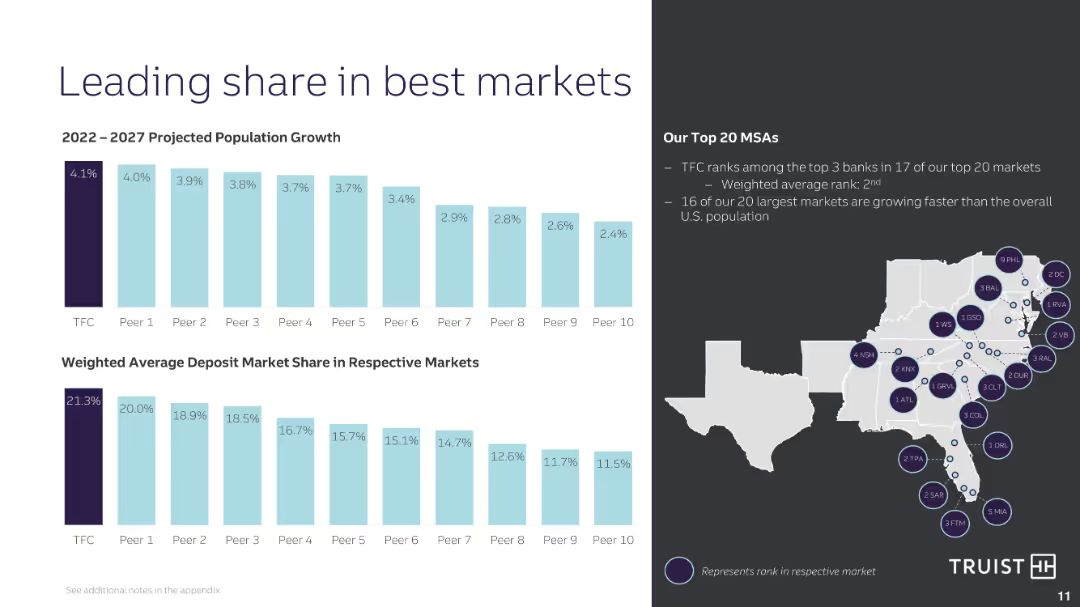 Leading share in best markets
2022 – 2027 Projected Population Growth
4.1%
4.0%
3.9%
3.8%
3.7%
3.7%
3.4%
2.9%
2.8%
2.6%
2.4%
TFC Peer 1 Peer 2 Peer 3 Peer 4 Peer 5 Peer 6 Peer 7 Peer 8 Peer 9 Peer 10
Weighted Average Deposit Market Share in Respective Markets
21.3%
20.0%
18.9%
18.5%
16.7%
15.7%
15.1%
14.7%
12.6%
11.7%
11.5%
TFC Peer 1 Peer 2 Peer 3 Peer 4 Peer 5 Peer 6 Peer 7 Peer 8 Peer 9 Peer 10
See additional notes in the appendix
Our Top 20 MSAs
– TFC ranks among the top 3 banks in 17 of our top 20 markets
– Weighted average rank: 2nd
– 16 of our 20 largest markets are growing faster than the overall
U.S. population
9 PHL
2 DC
3 BAL
1 RVA
1 GSO
1 WS
2 VB
4 NSH
3 RAL
2 KNX
2 DUR
1 GRVL
3 CLT
1 ATL
3 COL
1 ORL
2 TPA
2 SAR
5 MIA
3 FTM
Represents rank in respective market
TRUIST
11